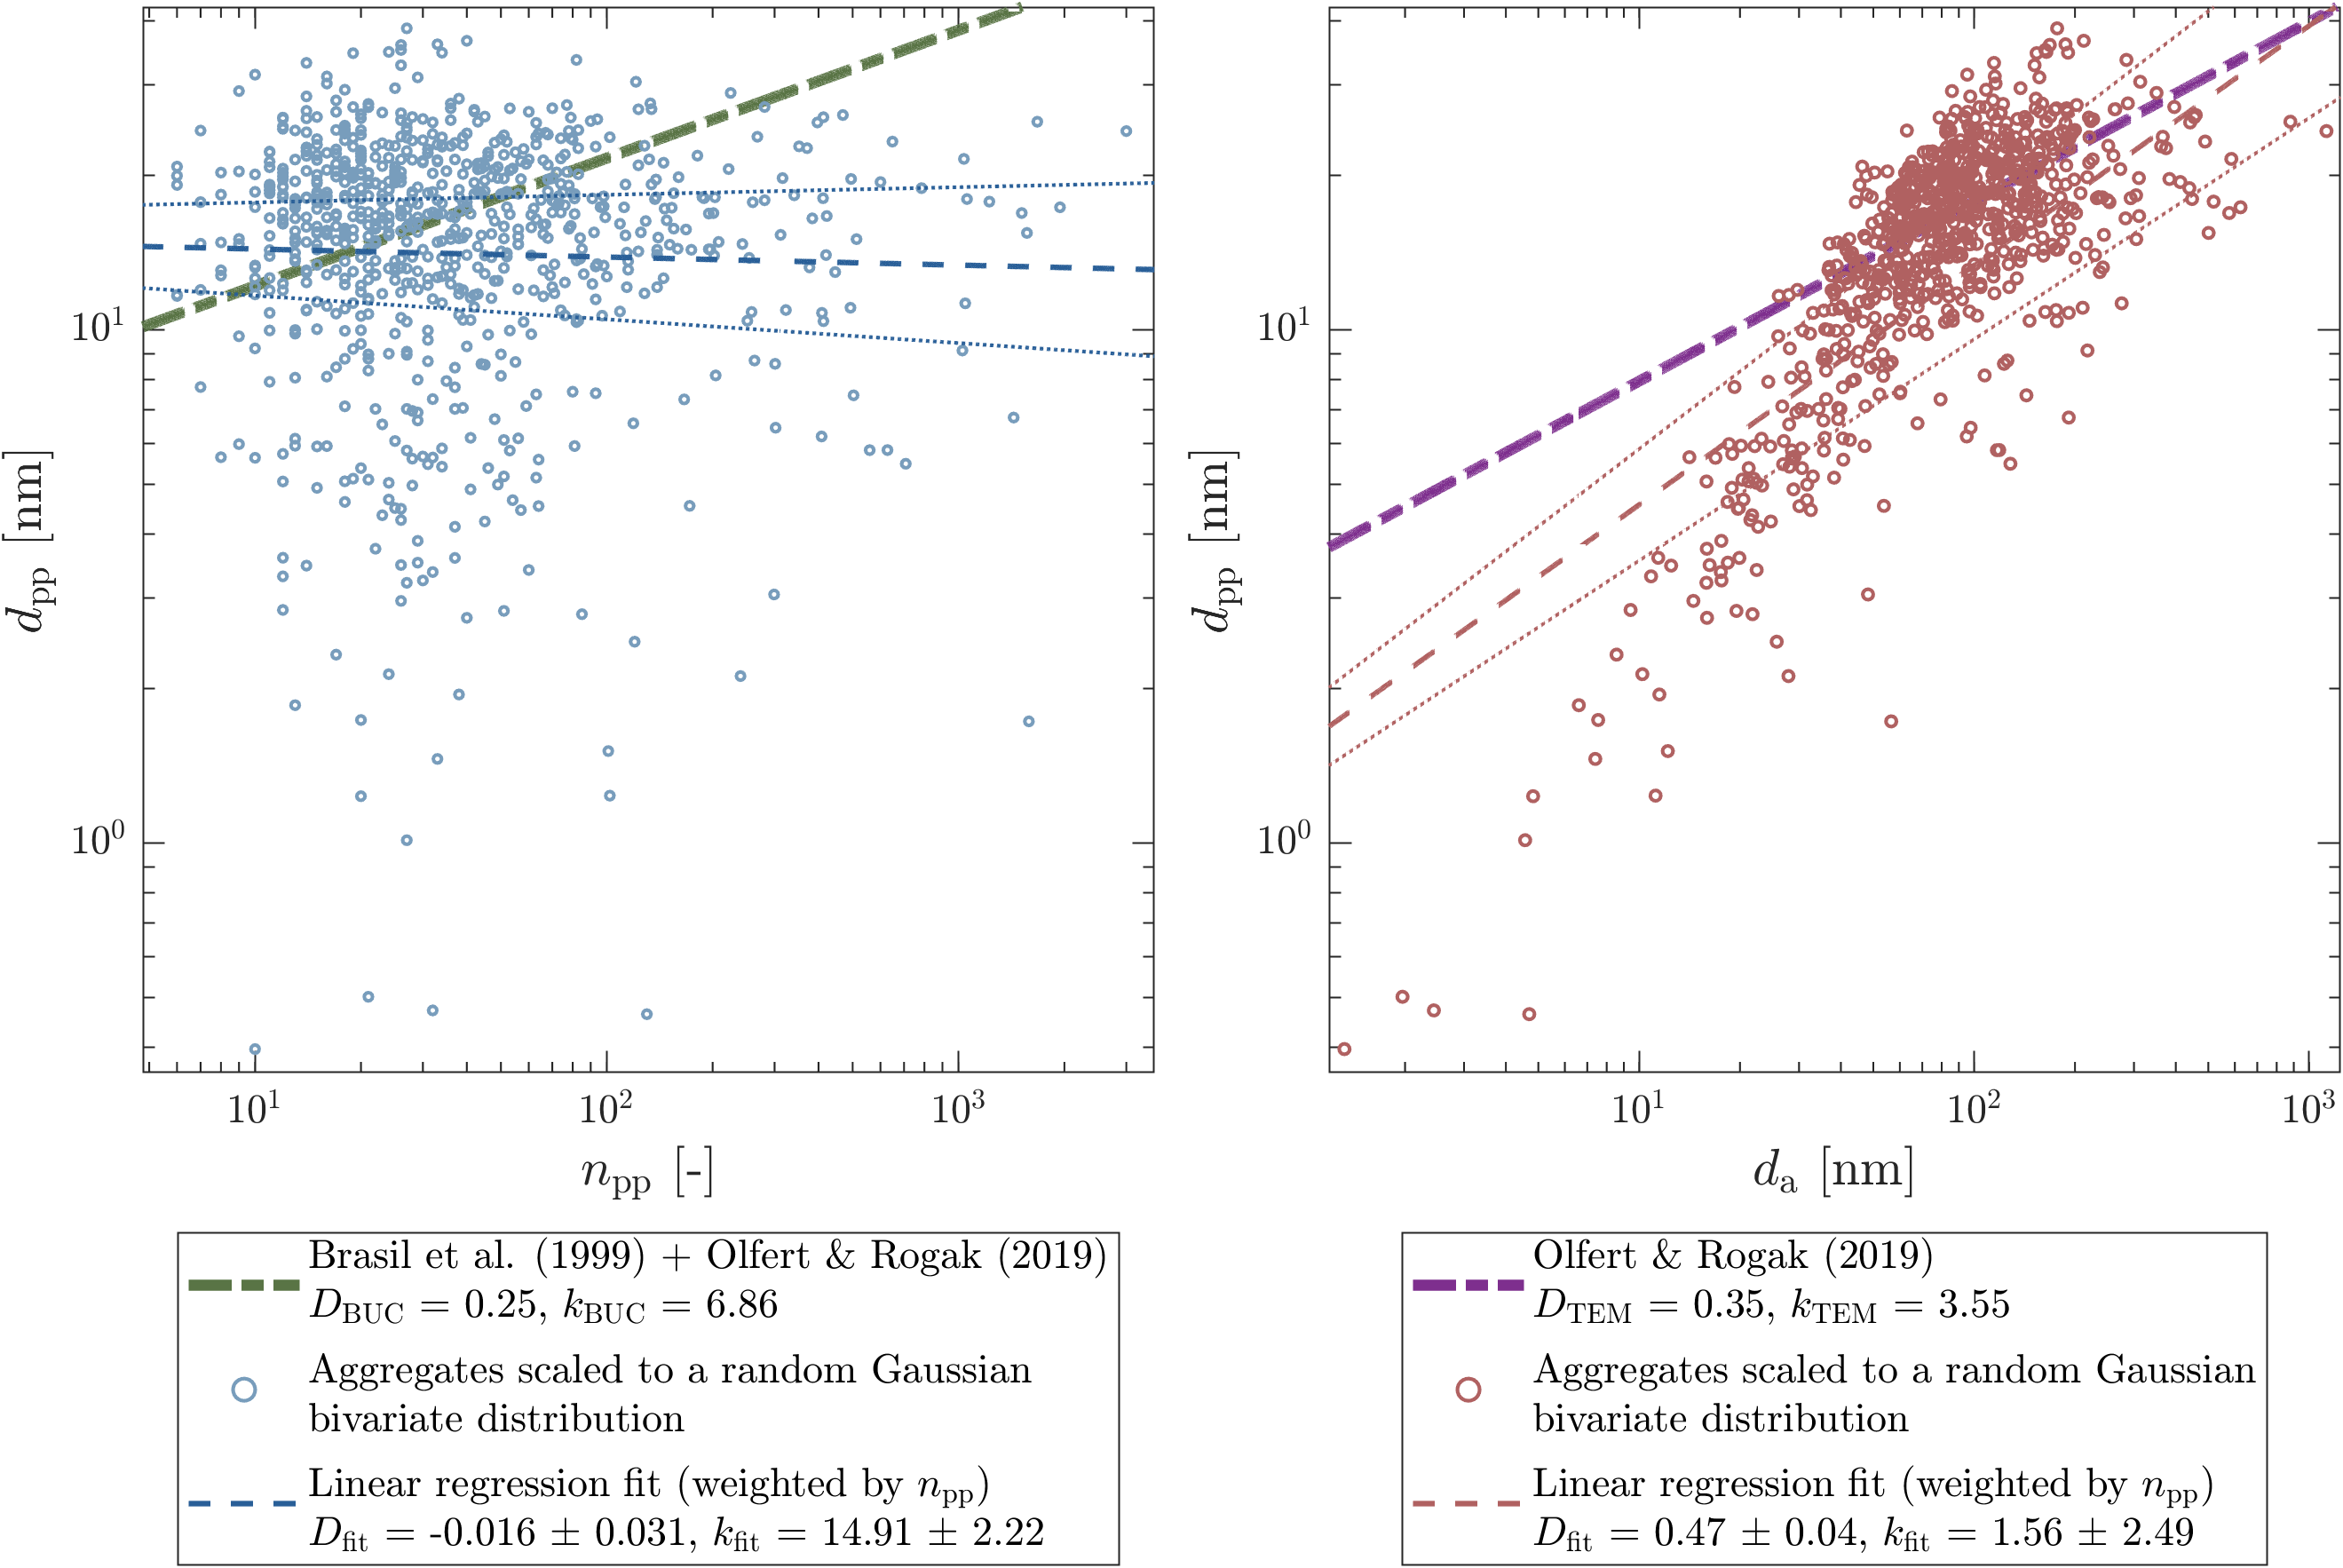 d_pp [nm]
10^1
10^0
10^1 10^2 10^3
n_pp [-]
Brasil et al. (1999) + Olfert & Rogak (2019)
D_BUC = 0.25, k_BUC = 6.86
Aggregates scaled to a random Gaussian
bivariate distribution
Linear regression fit (weighted by n_pp)
D_fit = -0.016 ± 0.031, k_fit = 14.91 ± 2.22
d_pp [nm]
10^1
10^0
10^1 10^2 10^3
d_a [nm]
Olfert & Rogak (2019)
D_TEM = 0.35, k_TEM = 3.55
Aggregates scaled to a random Gaussian
bivariate distribution
Linear regression fit (weighted by n_pp)
D_fit = 0.47 ± 0.04, k_fit = 1.56 ± 2.49